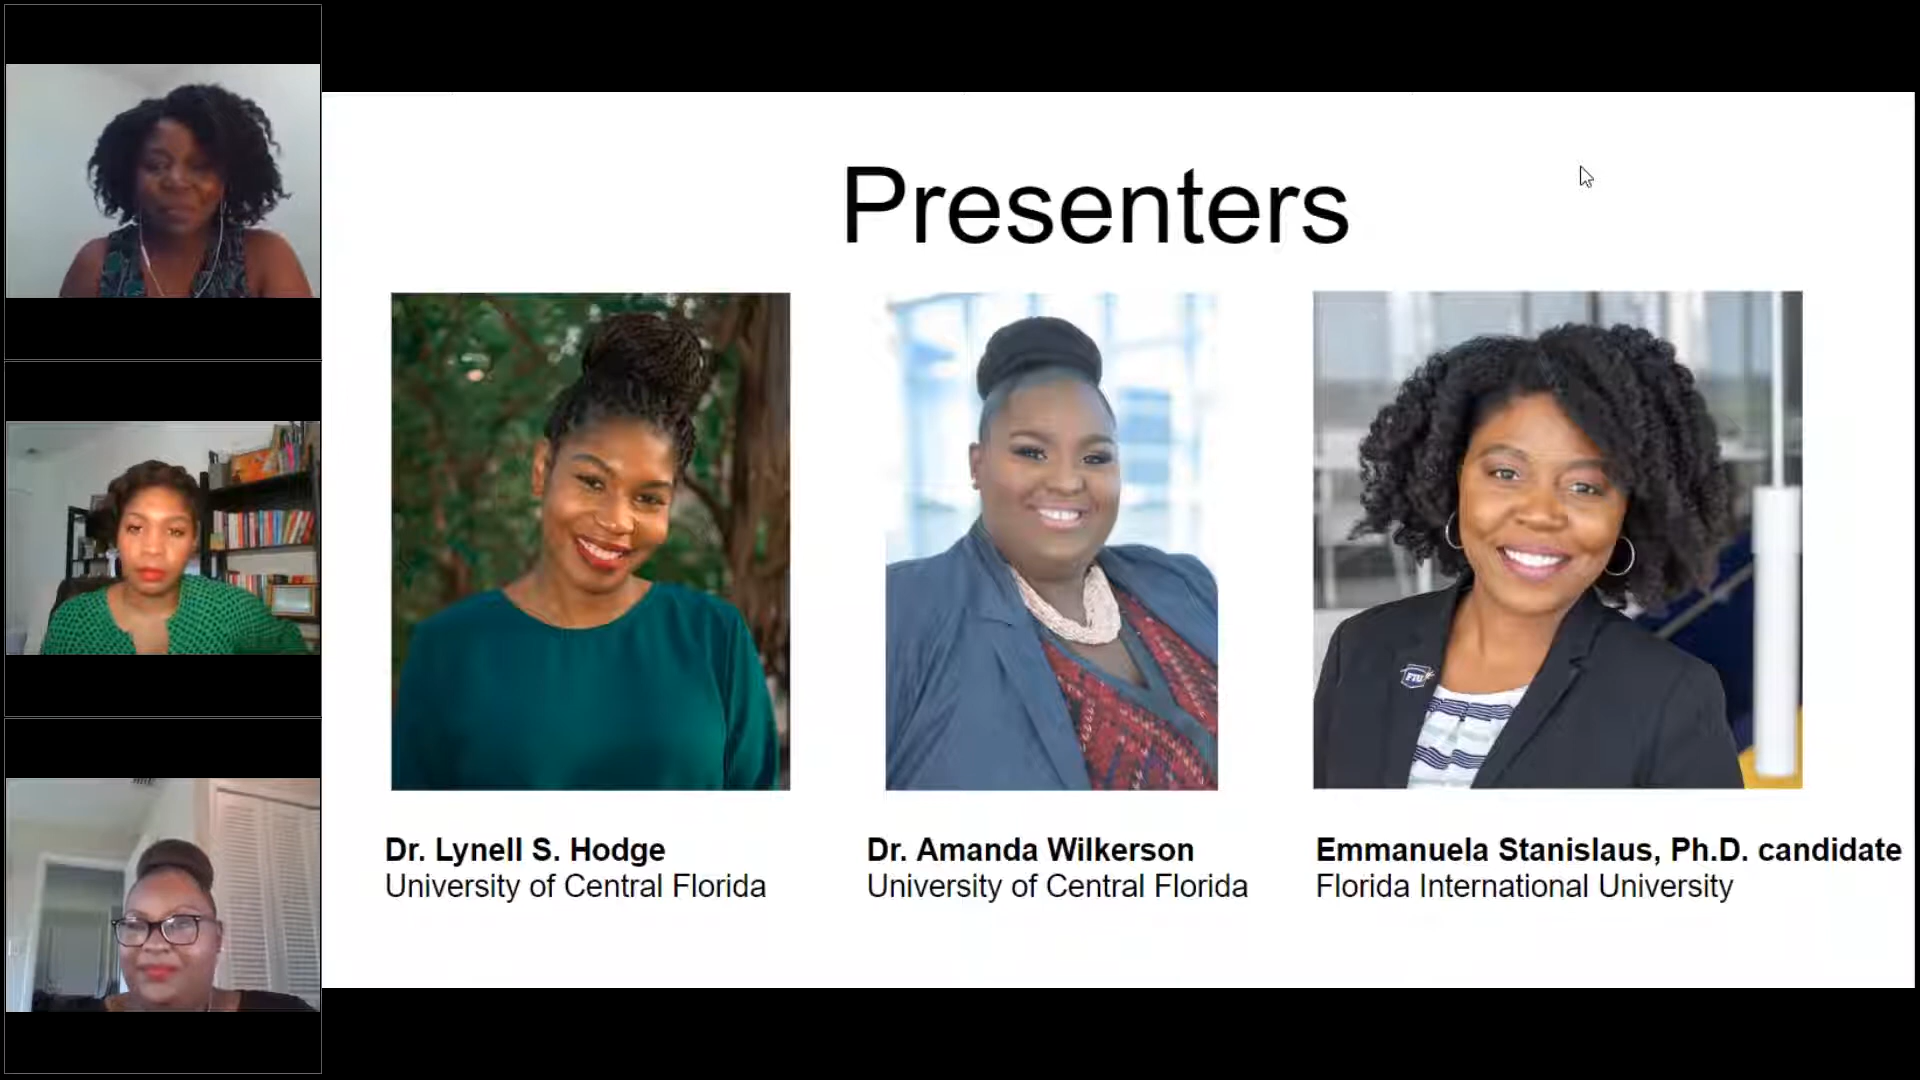 Presenters
FIU
Dr. Lynell S. Hodge
University of Central Florida
Dr. Amanda Wilkerson
University of Central Florida
Emmanuela Stanislaus, Ph.D. candidate
Florida International University